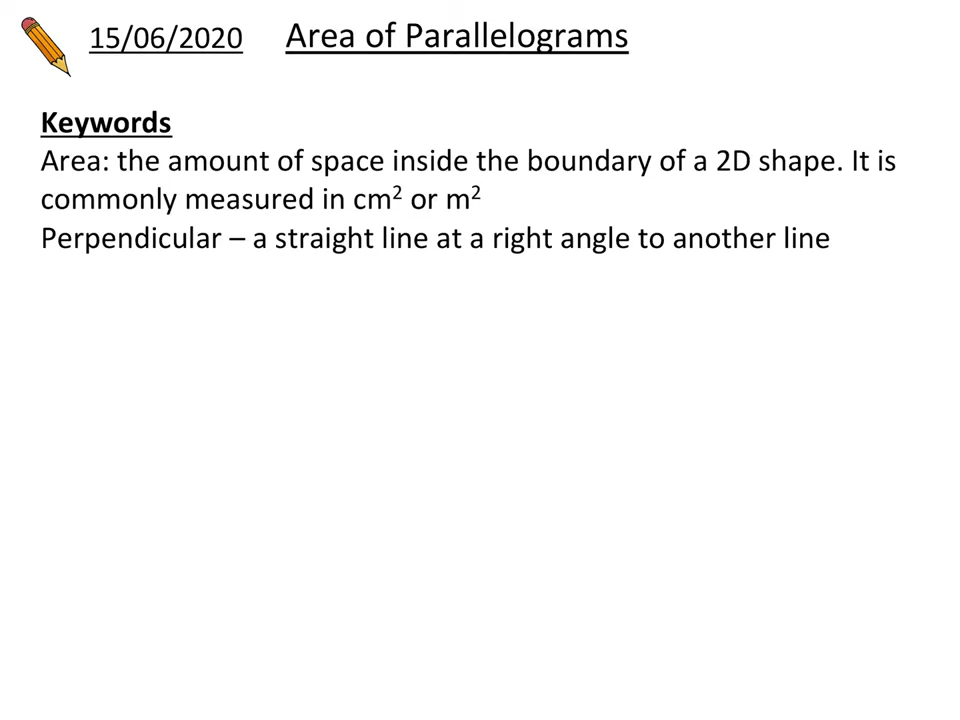 15/06/2020 Area of Parallelograms
Keywords
Area: the amount of space inside the boundary of a 2D shape. It is
commonly measured in cm² or m²
Perpendicular – a straight line at a right angle to another line